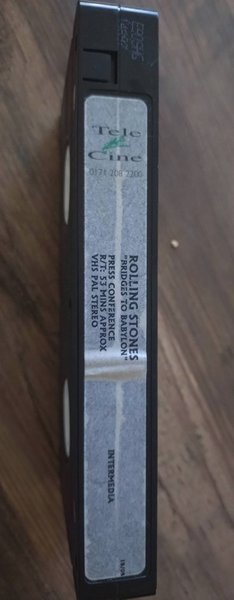 Tele
Cine
0171 208 2200
ROLLING STONES
"BRIDGES TO BABYLON"
PRESS CONFERENCE
R/T: 53 MINS APPROX
VHS PAL STEREO
INTERMEDIA